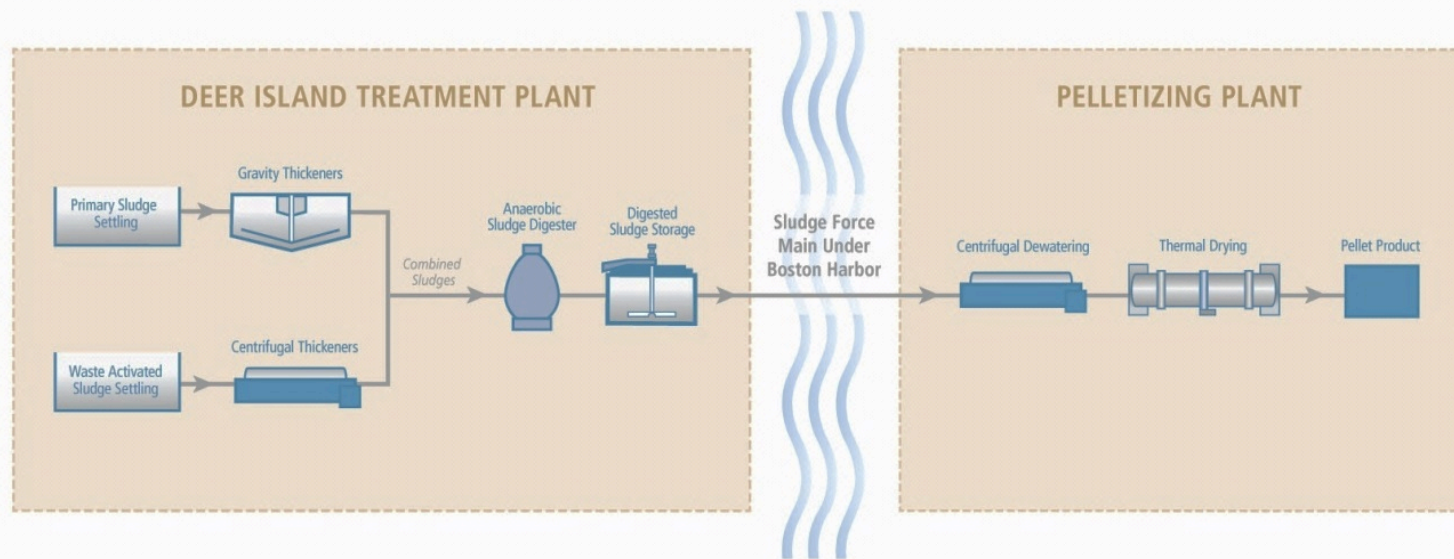 DEER ISLAND TREATMENT PLANT
Gravity Thickeners
Primary Sludge
Settling
Combined
Sludges
Anaerobic
Sludge Digester
Digested
Sludge Storage
Waste Activated
Sludge Settling
Centrifugal Thickeners
Sludge Force
Main Under
Boston Harbor
PELLETIZING PLANT
Centrifugal Dewatering
Thermal Drying
Pellet Product